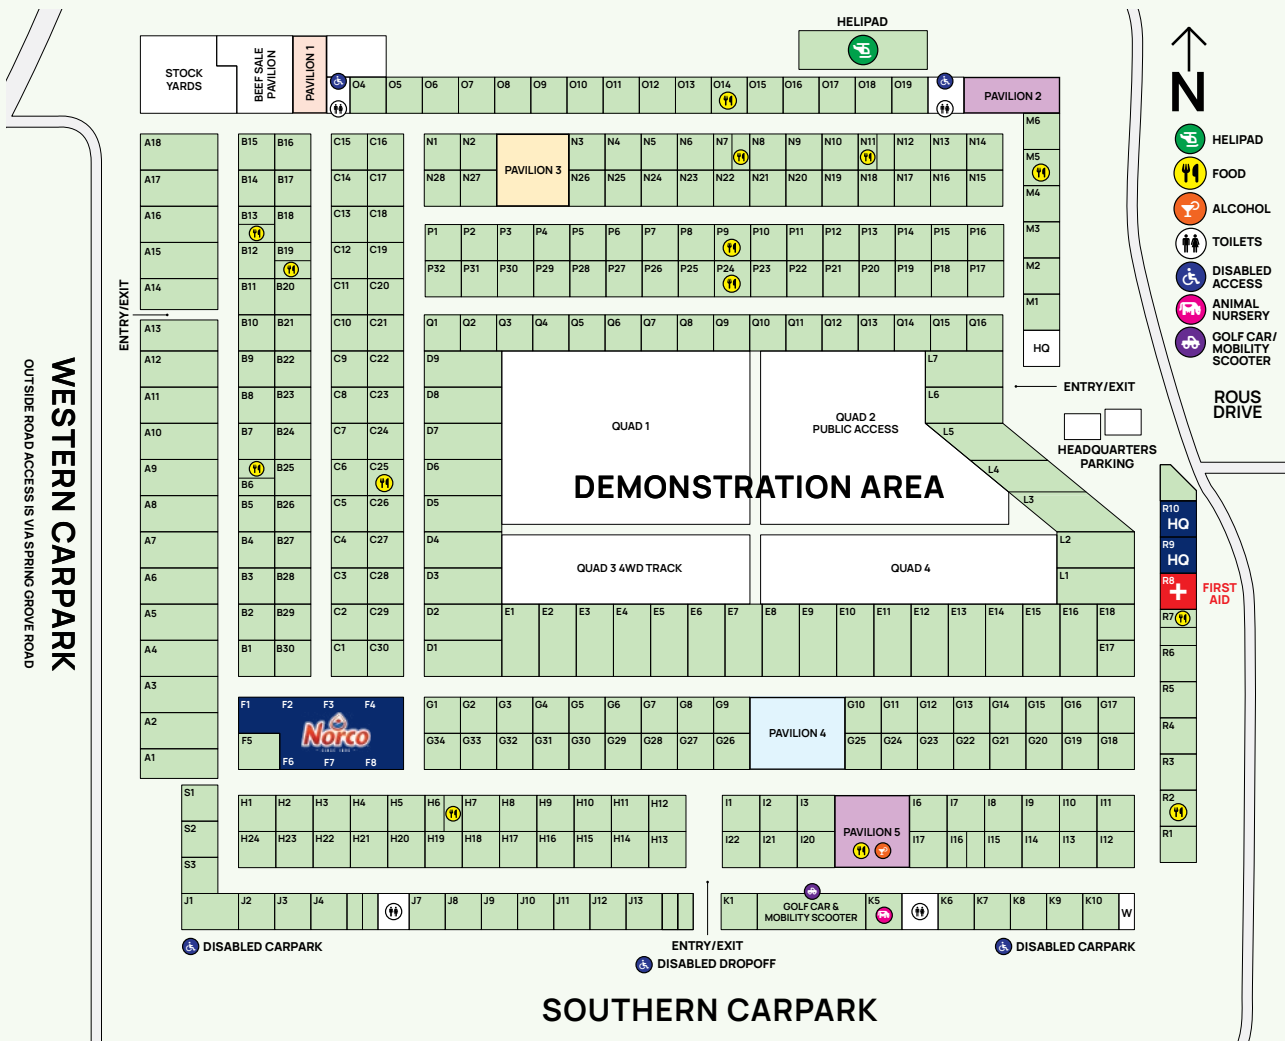 HELIPAD
STOCK
YARDS
BEEF SALE
PAVILION
PAVILION 1
O4 O5 O6 O7 O8 O9 O10 O11 O12 O13 O14 O15 O16 O17 O18 O19
PAVILION 2
N
HELIPAD
FOOD
ALCOHOL
TOILETS
DISABLED
ACCESS
ANIMAL
NURSERY
GOLF CAR/
MOBILITY
SCOOTER
ROUS
DRIVE
M6
M5
M4
M3
M2
M1
HQ
A18
A17
A16
A15
A14
A13
A12
A11
A10
A9
A8
A7
A6
A5
A4
A3
A2
A1
ENTRY/EXIT
WESTERN CARPARK
OUTSIDE ROAD ACCESS IS VIA SPRING GROVE ROAD
B15 B16
B14 B17
B13 B18
B12 B19
B11 B20
B10 B21
B9 B22
B8 B23
B7 B24
B25
B6
B5 B26
B4 B27
B3 B28
B2 B29
B1 B30
C15 C16
C14 C17
C13 C18
C12 C19
C11 C20
C10 C21
C9 C22
C8 C23
C7 C24
C6 C25
C5 C26
C4 C27
C3 C28
C2 C29
C1 C30
N1 N2 PAVILION 3 N3 N4 N5 N6 N7 N8 N9 N10 N11 N12 N13 N14
N28 N27 N26 N25 N24 N23 N22 N21 N20 N19 N18 N17 N16 N15
P1 P2 P3 P4 P5 P6 P7 P8 P9 P10 P11 P12 P13 P14 P15 P16
P32 P31 P30 P29 P28 P27 P26 P25 P24 P23 P22 P21 P20 P19 P18 P17
Q1 Q2 Q3 Q4 Q5 Q6 Q7 Q8 Q9 Q10 Q11 Q12 Q13 Q14 Q15 Q16
D9
D8
D7
D6
D5
D4
D3
D2
D1
QUAD 1
QUAD 2
PUBLIC ACCESS
DEMONSTRATION AREA
QUAD 3 4WD TRACK
QUAD 4
L7
L6
L5
L4
L3
L2
L1
ENTRY/EXIT
HEADQUARTERS
PARKING
E1 E2 E3 E4 E5 E6 E7 E8 E9 E10 E11 E12 E13 E14 E15 E16 E18
E17
R10
HQ
R9
HQ
R8
FIRST
AID
R7
R6
R5
R4
R3
R2
R1
F1 F2 F3 F4
Norco
F5
F6 F7 F8
G1 G2 G3 G4 G5 G6 G7 G8 G9 PAVILION 4 G10 G11 G12 G13 G14 G15 G16 G17
G34 G33 G32 G31 G30 G29 G28 G27 G26 G25 G24 G23 G22 G21 G20 G19 G18
S1
S2
S3
H1 H2 H3 H4 H5 H6 H7 H8 H9 H10 H11 H12
H24 H23 H22 H21 H20 H19 H18 H17 H16 H15 H14 H13
I1 I2 I3 PAVILION 5 I6 I7 I8 I9 I10 I11
I22 I21 I20 I17 I16 I15 I14 I13 I12
J1 J2 J3 J4 J7 J8 J9 J10 J11 J12 J13
K1 GOLF CAR &
MOBILITY SCOOTER
K5 K6 K7 K8 K9 K10 W
DISABLED CARPARK
ENTRY/EXIT
DISABLED DROPOFF
DISABLED CARPARK
SOUTHERN CARPARK